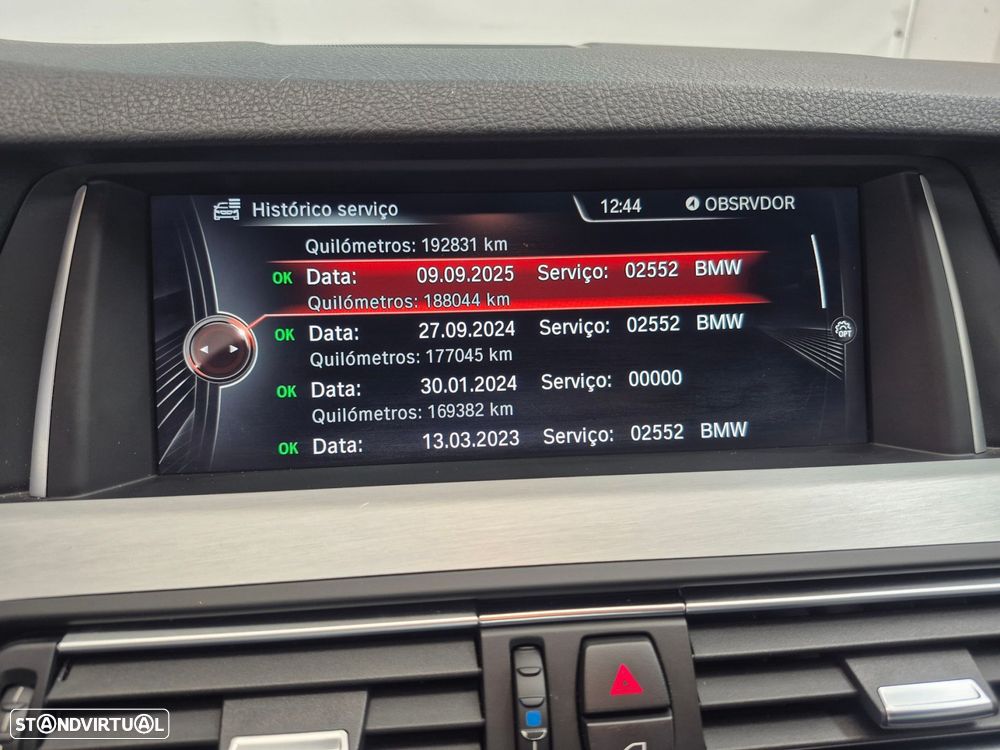 Histórico serviço 12:44 OBSRVDOR
Quilómetros: 192831 km
OK Data: 09.09.2025 Serviço: 02552 BMW
Quilómetros: 188044 km
OK Data: 27.09.2024 Serviço: 02552 BMW
Quilómetros: 177045 km
OK Data: 30.01.2024 Serviço: 00000
Quilómetros: 169382 km
OK Data: 13.03.2023 Serviço: 02552 BMW
OPT
STANDVIRTUAL